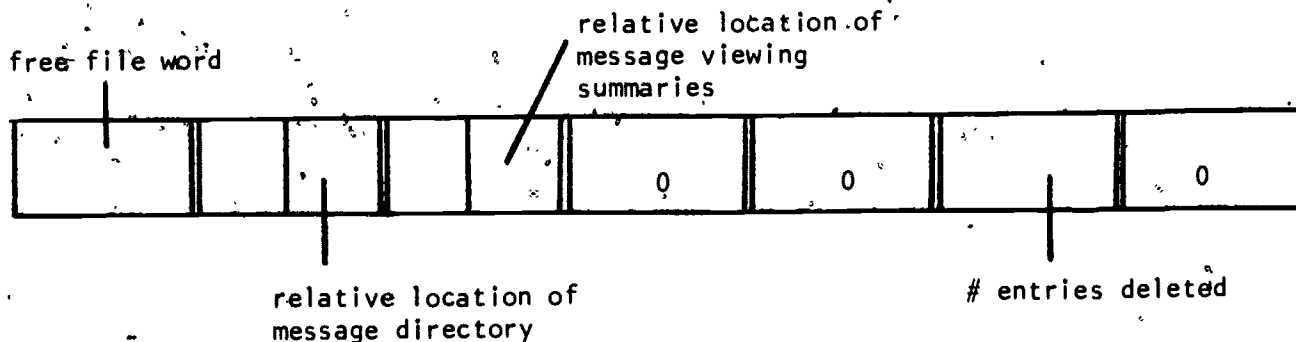 relative location of
message viewing
summaries
free file word
0 0 0
relative location of
message directory
# entries deleted